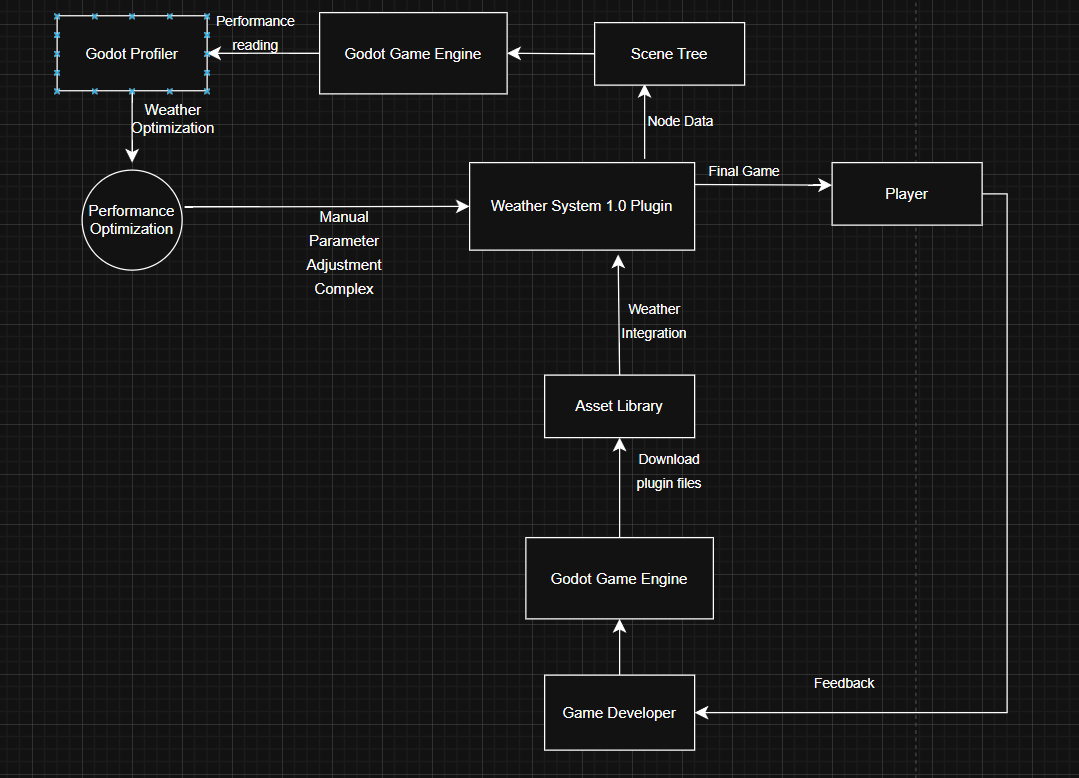 Performance
reading
Godot Profiler
Godot Game Engine
Scene Tree
Weather
Optimization
Node Data
Final Game
Performance
Optimization
Manual
Parameter
Adjustment
Complex
Weather System 1.0 Plugin
Player
Weather
Integration
Asset Library
Download
plugin files
Godot Game Engine
Feedback
Game Developer